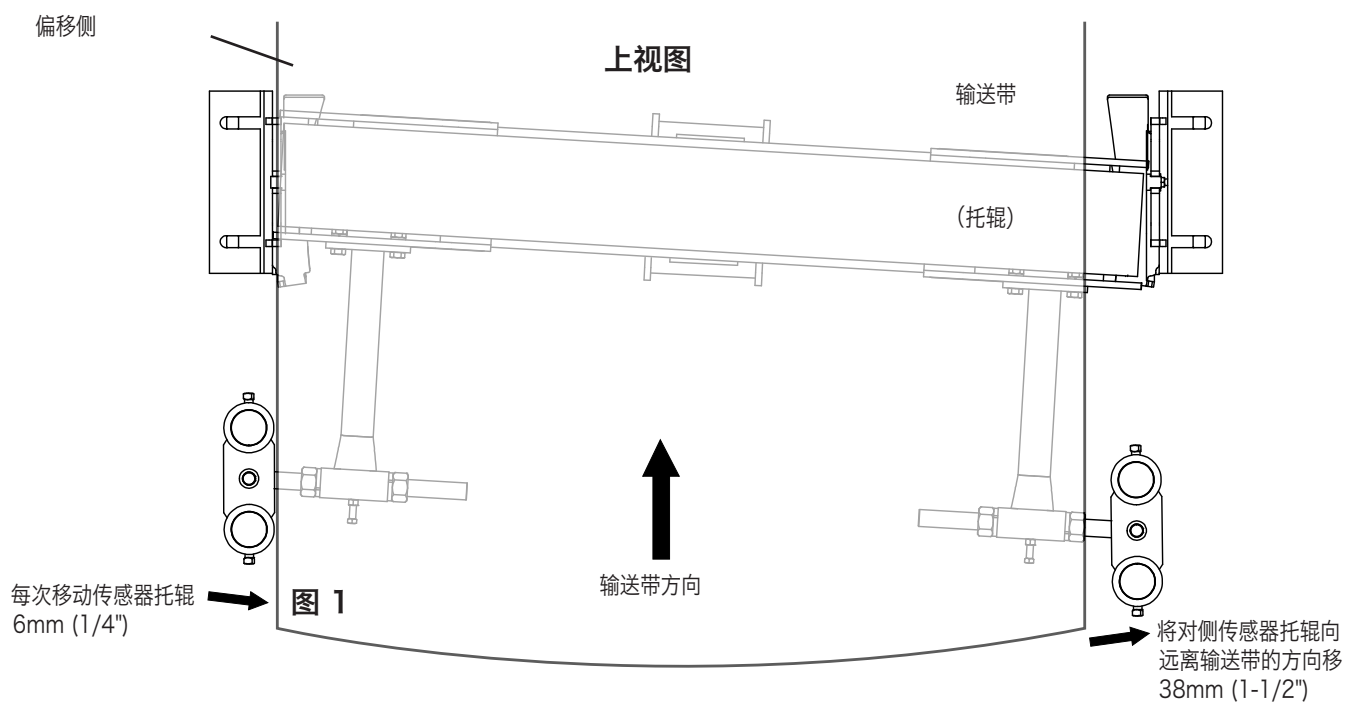 偏移侧
上视图
输送带
（托辊）
输送带方向
每次移动传感器托辊
6mm (1/4")
图 1
将对侧传感器托辊向
远离输送带的方向移
38mm (1-1/2")